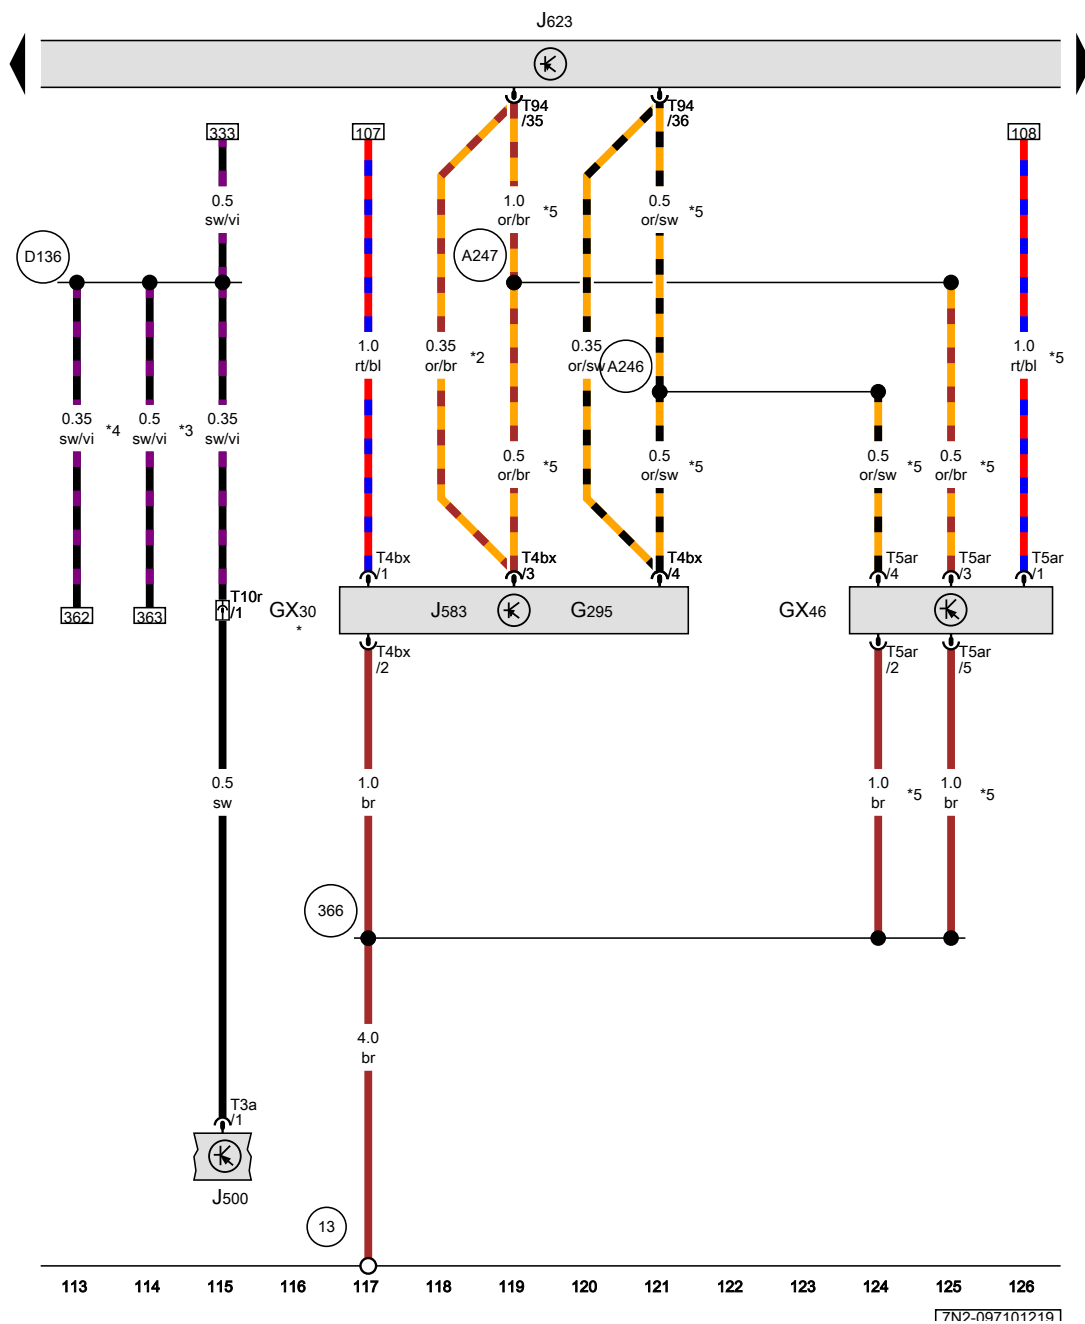 J623
T94
/35
T94
/36
333
107
108
0.5
sw/vi
1.0
or/br
*5
0.5
or/sw
*5
D136
A247
1.0
rt/bl
0.35
or/br
*2
0.35
or/sw
A246
1.0
rt/bl
*5
0.35
sw/vi
*4
0.5
sw/vi
*3
0.35
sw/vi
0.5
or/br
*5
0.5
or/sw
*5
0.5
or/sw
*5
0.5
or/br
*5
T4bx
/1
T4bx
/3
T4bx
/4
T5ar
/4
T5ar
/3
T5ar
/1
362
363
T10r
/1
GX30
*
J583
G295
GX46
T4bx
/2
T5ar
/2
T5ar
/5
0.5
sw
1.0
br
1.0
br
*5
1.0
br
*5
366
4.0
br
T3a
/1
J500
13
113 114 115 116 117 118 119 120 121 122 123 124 125 126
7N2-097101219